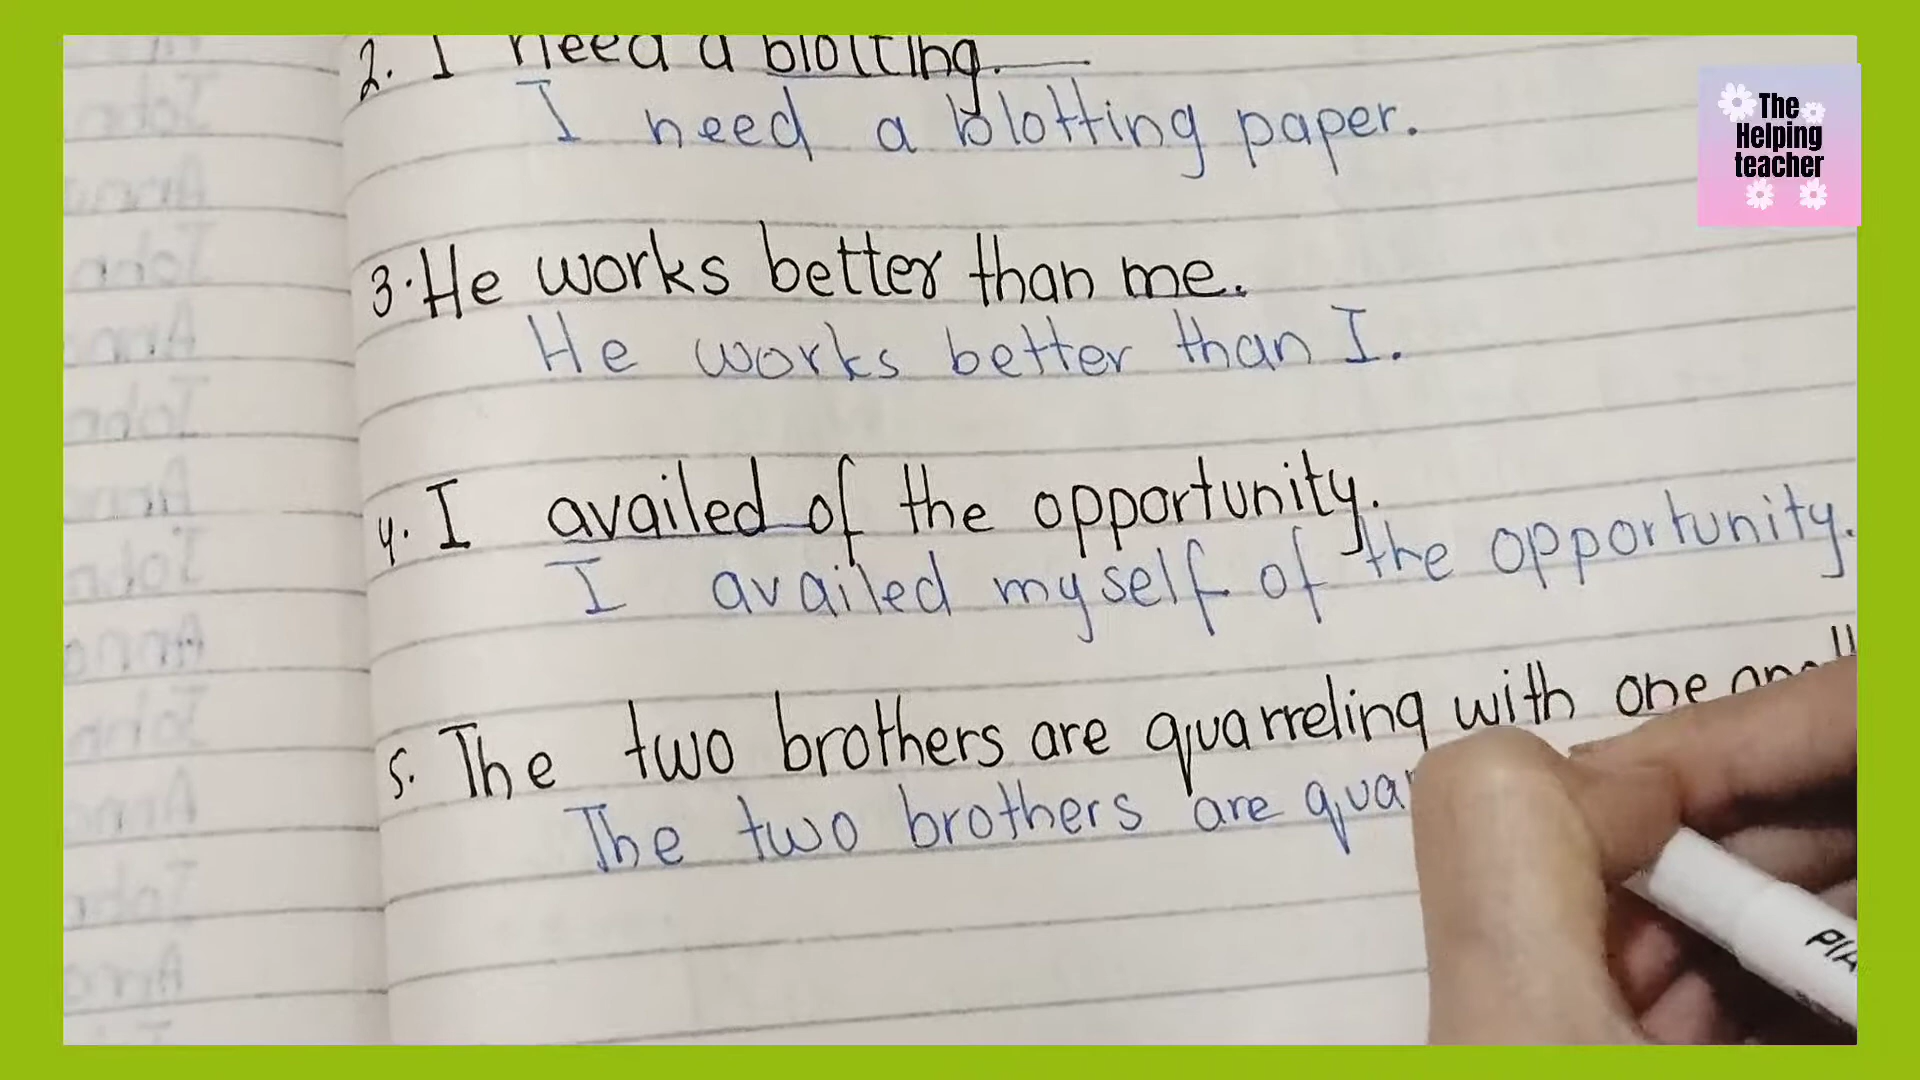 2. I need a blotting.
I need a blotting paper.
The
Helping
teacher
3. He works better than me.
He works better than I.
4. I availed of the opportunity.
I availed myself of the opportunity.
5. The two brothers are quarreling with one
The two brothers are